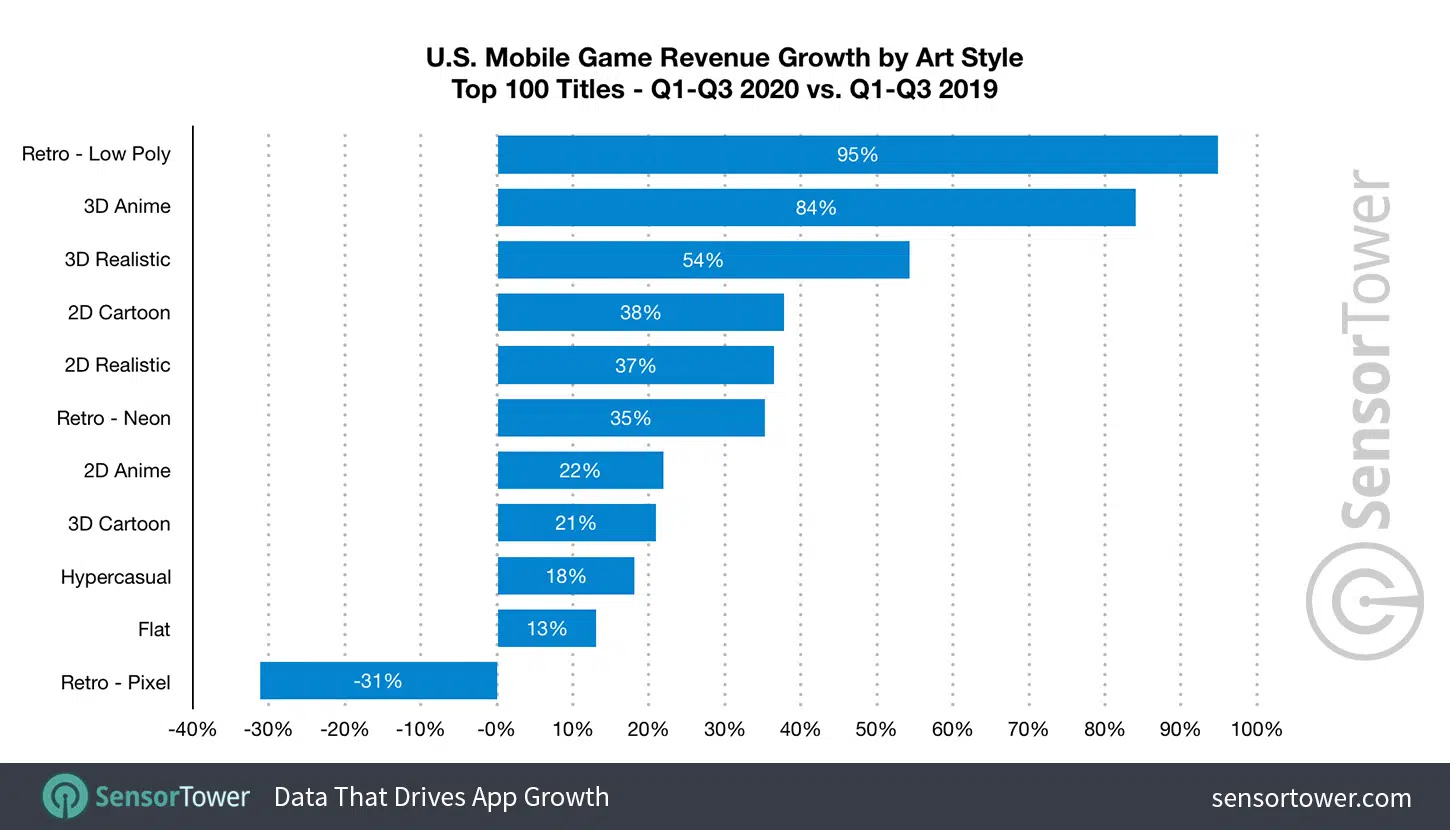 U.S. Mobile Game Revenue Growth by Art Style
Top 100 Titles - Q1-Q3 2020 vs. Q1-Q3 2019
Retro - Low Poly 95%
3D Anime 84%
3D Realistic 54%
2D Cartoon 38%
2D Realistic 37%
Retro - Neon 35%
2D Anime 22%
3D Cartoon 21%
Hypercasual 18%
Flat 13%
Retro - Pixel -31%
-40% -30% -20% -10% -0% 10% 20% 30% 40% 50% 60% 70% 80% 90% 100%
SensorTower
SensorTower Data That Drives App Growth sensortower.com